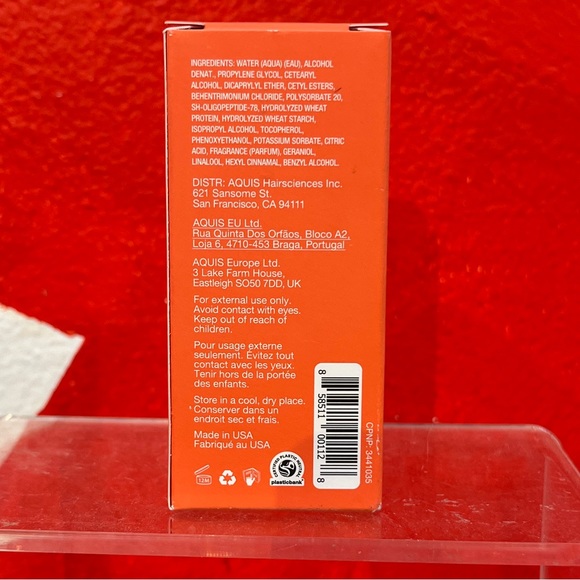 INGREDIENTS: WATER (AQUA) (EAU), ALCOHOL
DENAT., PROPYLENE GLYCOL, CETEARYL
ALCOHOL, DICAPRYLYL ETHER, CETYL ESTERS,
BEHENTRIMONIUM CHLORIDE, POLYSORBATE 20,
SH-OLIGOPEPTIDE-78, HYDROLYZED WHEAT
PROTEIN, HYDROLYZED WHEAT STARCH,
ISOPROPYL ALCOHOL, TOCOPHEROL,
PHENOXYETHANOL, POTASSIUM SORBATE, CITRIC
ACID, FRAGRANCE (PARFUM), GERANIOL,
LINALOOL, HEXYL CINNAMAL, BENZYL ALCOHOL.
DISTR: AQUIS Hairsciences Inc.
621 Sansome St.
San Francisco, CA 94111
AQUIS EU Ltd.
Rua Quinta Dos Orfãos, Bloco A2,
Loja 6, 4710-453 Braga, Portugal
AQUIS Europe Ltd.
3 Lake Farm House,
Eastleigh SO50 7DD, UK
For external use only.
Avoid contact with eyes.
Keep out of reach of
children.
Pour usage externe
seulement. Évitez tout
contact avec les yeux.
Tenir hors de la portée
des enfants.
Store in a cool, dry place.
Conserver dans un
endroit sec et frais.
Made in USA
Fabriqué au USA
12M
CERTIFIED PLASTIC NEUTRAL
plasticbank
8 58511 00112 8
CPNP: 3441035